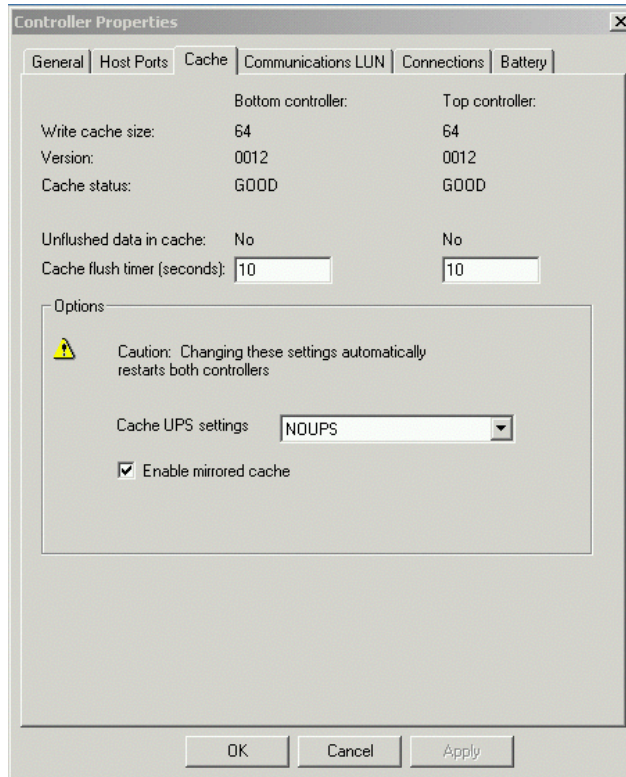 Controller Properties
General Host Ports Cache Communications LUN Connections Battery
Bottom controller: Top controller:
Write cache size: 64 64
Version: 0012 0012
Cache status: GOOD GOOD
Unflushed data in cache: No No
Cache flush timer (seconds): 10 10
Options
Caution: Changing these settings automatically
restarts both controllers
Cache UPS settings NOUPS
Enable mirrored cache
OK Cancel Apply